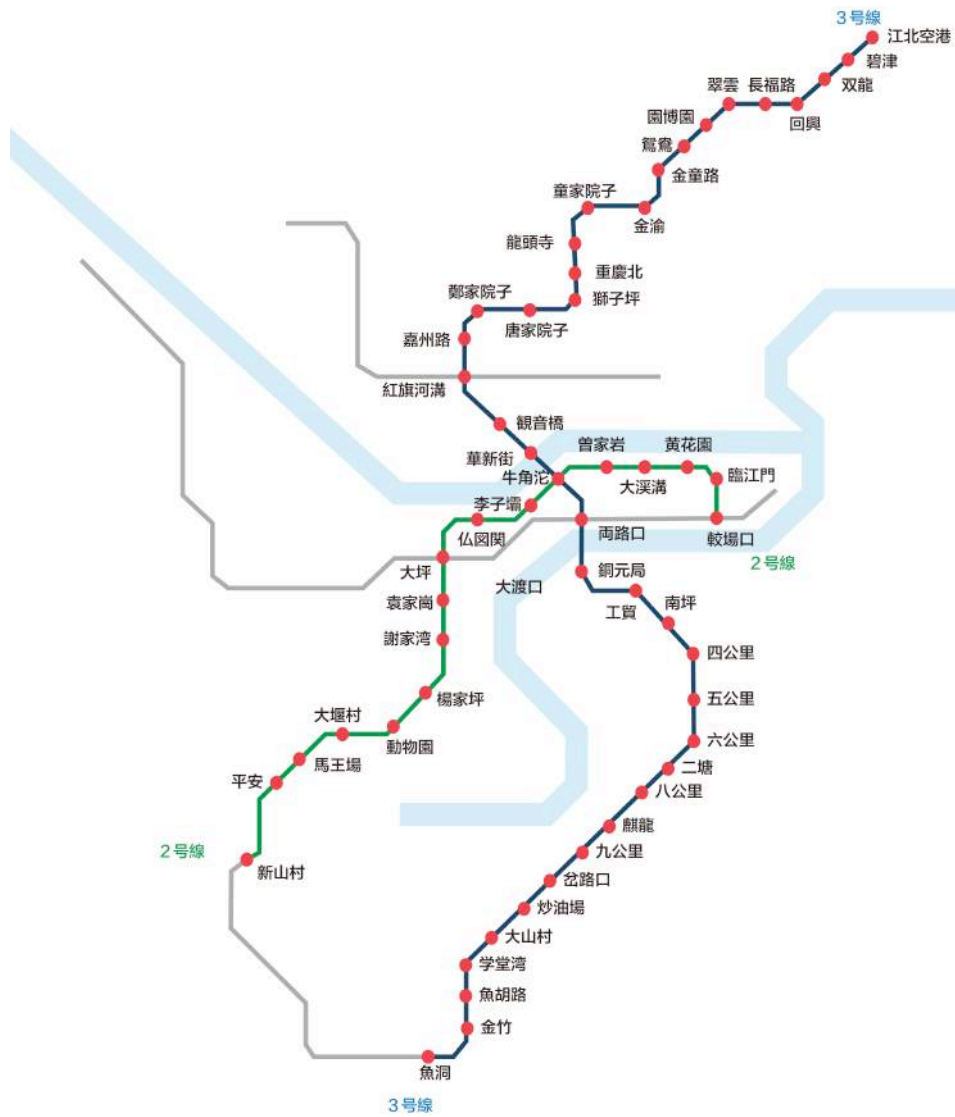 3号線
江北空港
碧津
双龍
翠雲
長福路
回興
園博園
鴛鴦
金童路
童家院子
金渝
龍頭寺
重慶北
獅子坪
鄭家院子
唐家院子
嘉州路
紅旗河溝
観音橋
華新街
牛角沱
曽家岩
黄花園
大渓溝
臨江門
李子壩
仏図関
両路口
較場口
2号線
大坪
大渡口
銅元局
袁家崗
工貿
南坪
謝家湾
四公里
楊家坪
五公里
大堰村
動物園
六公里
馬王場
二塘
平安
八公里
麒龍
2号線
新山村
九公里
岔路口
炒油場
大山村
学堂湾
魚胡路
金竹
魚洞
3号線